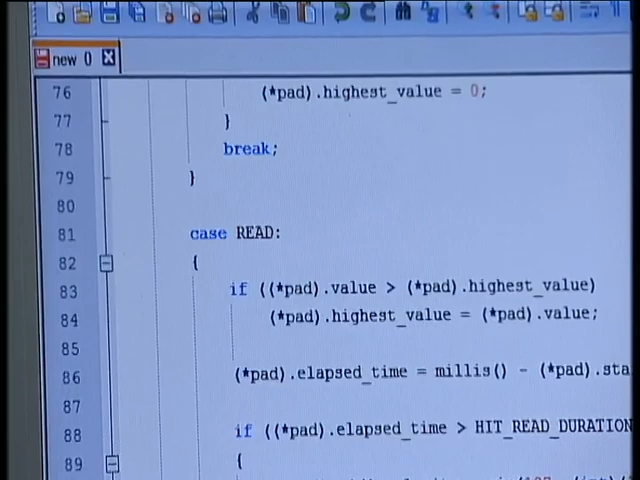 new 0
76 (*pad).highest_value = 0;
77 }
78 break;
79 }
80
81 case READ:
82 {
83 if ((*pad).value > (*pad).highest_value)
84 (*pad).highest_value = (*pad).value;
85
86 (*pad).elapsed_time = millis() - (*pad).sta
87
88 if ((*pad).elapsed_time > HIT_READ_DURATION
89 {